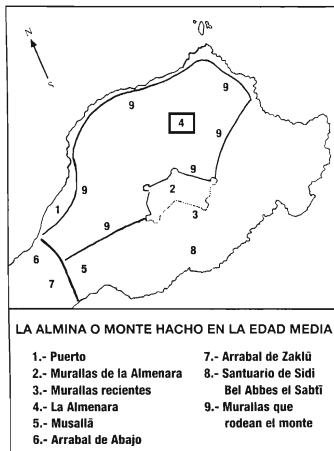 N
S
9
9
4
9
9
2
9
1
3
9
6
5
8
7
LA ALMINA O MONTE HACHO EN LA EDAD MEDIA
1.- Puerto
2.- Murallas de la Almenara
3.- Murallas recientes
4.- La Almenara
5.- Musallā
6.- Arrabal de Abajo
7.- Arrabal de Zaklū
8.- Santuario de Sidi
Bel Abbes el Sabtī
9.- Murallas que
rodean el monte